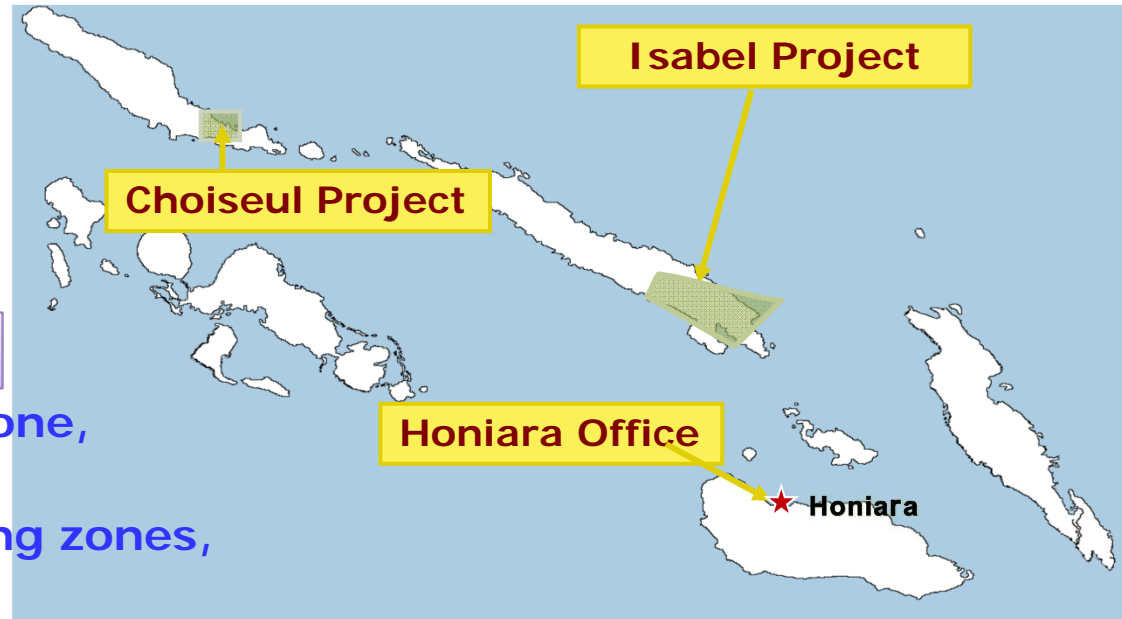 Isabel Project
Choiseul Project
one,
Honiara Office
Honiara
ng zones,